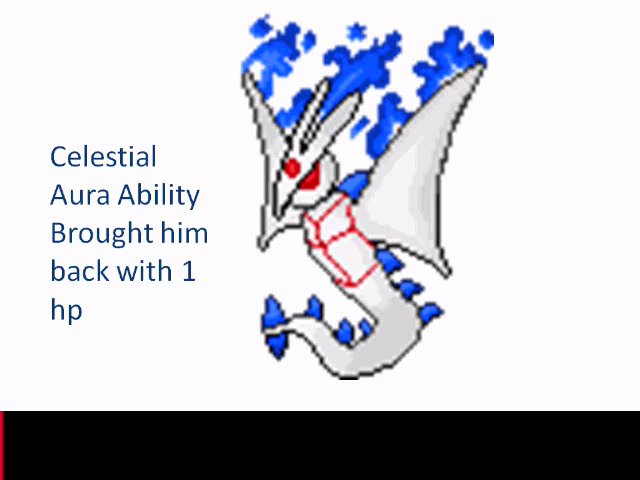 Celestial
Aura Ability
Brought him
back with 1
hp